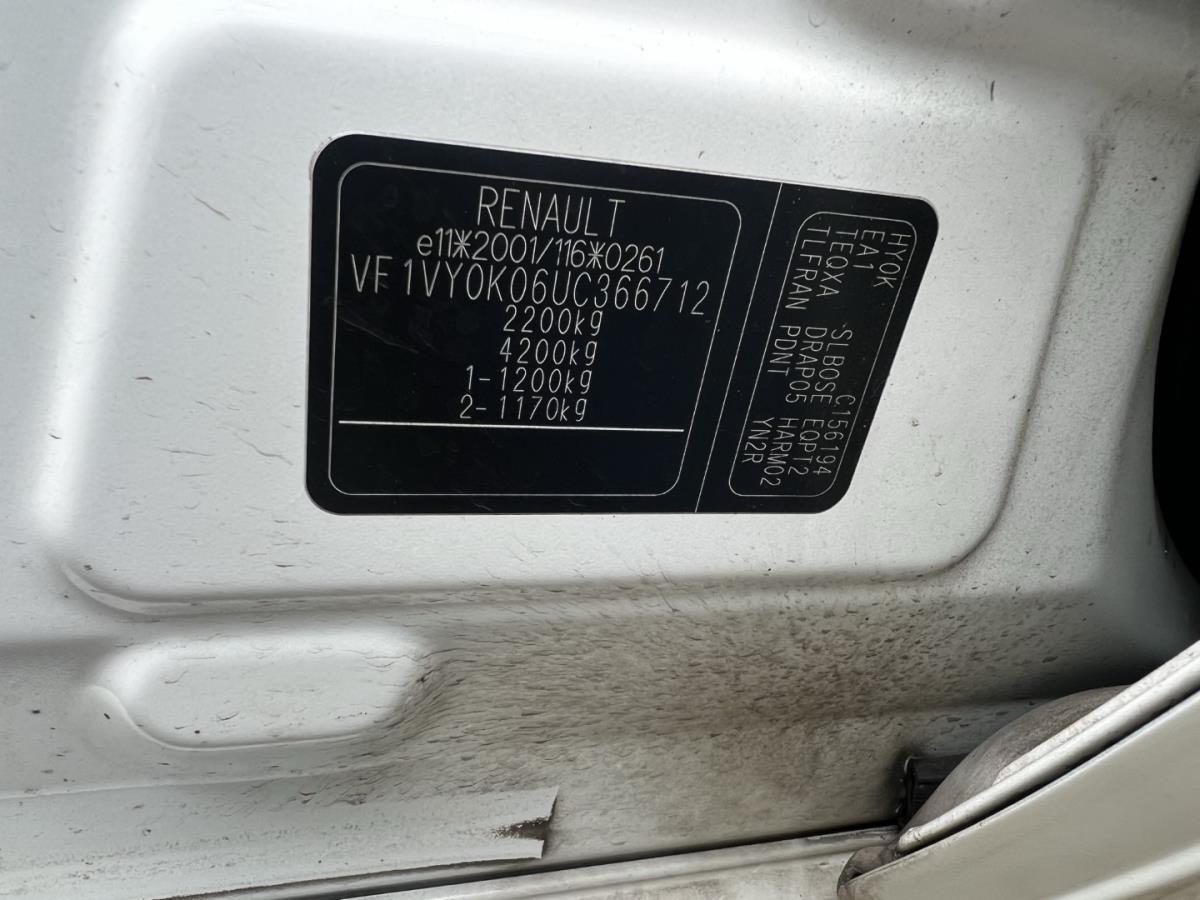 RENAULT
e11*2001/116*0261
VF1VY0K06UC366712
2200kg
4200kg
1-1200kg
2-1170kg
HY0K C156194
EA1 SLBOSE EQPT2
TEQXA DRAP05 HARM02
TLFRAN PDNT YN2R